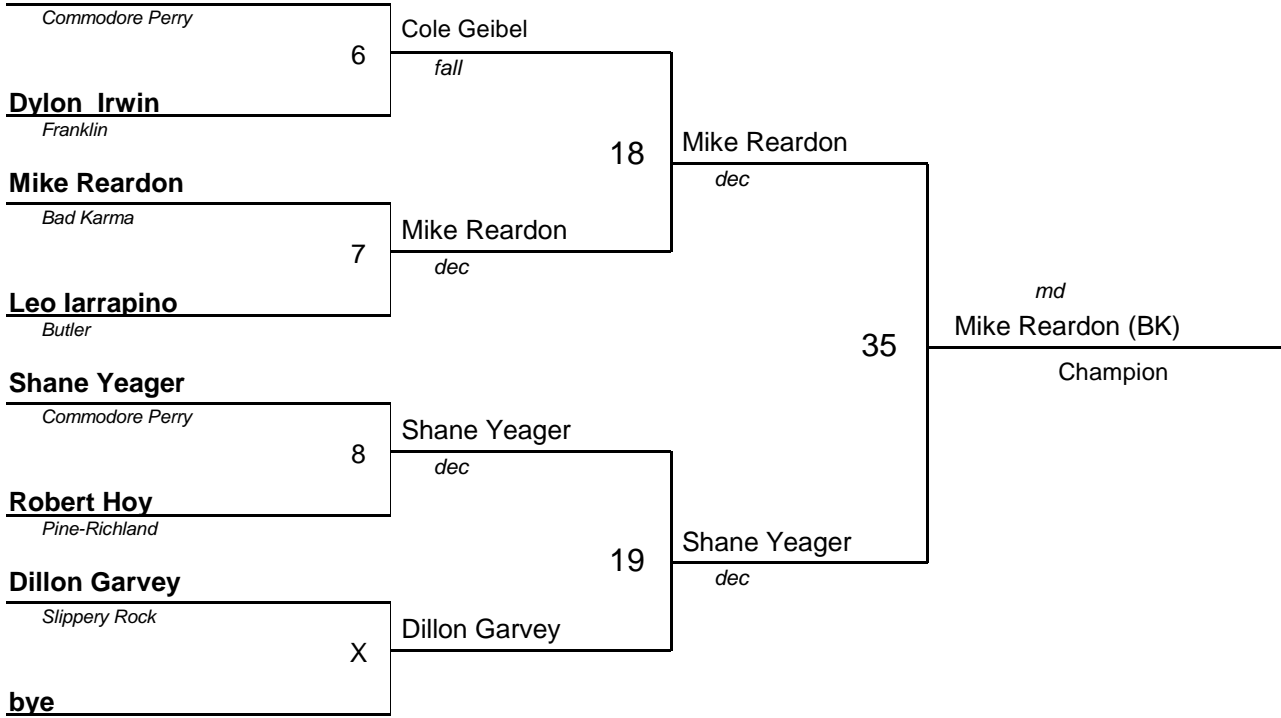 Commodore Perry
6
Cole Geibel
fall
Dylon Irwin
Franklin
18
Mike Reardon
dec
Mike Reardon
Bad Karma
7
Mike Reardon
dec
Leo Iarrapino
Butler
35
md
Mike Reardon (BK)
Champion
Shane Yeager
Commodore Perry
8
Shane Yeager
dec
Robert Hoy
Pine-Richland
19
Shane Yeager
dec
Dillon Garvey
Slippery Rock
X
Dillon Garvey
bye